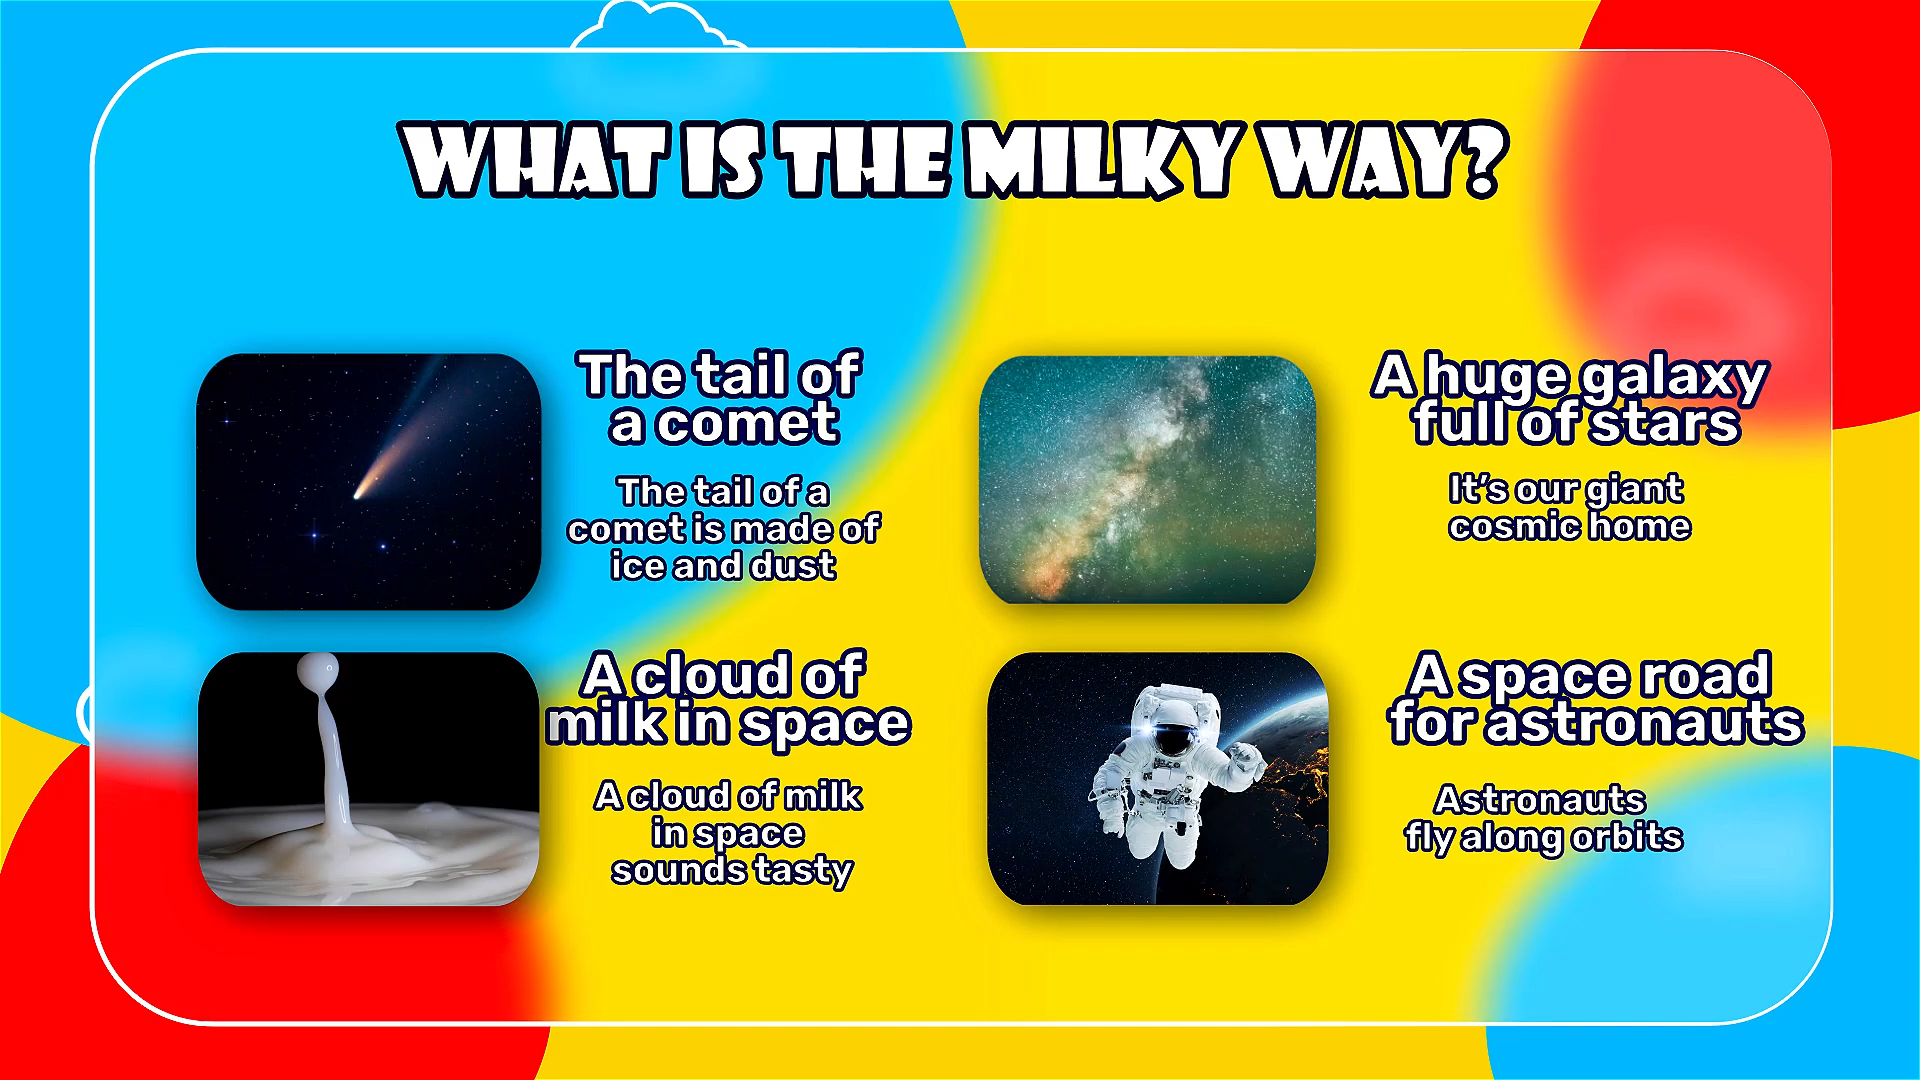 WHAT IS THE MILKY WAY?
The tail of
a comet
The tail of a
comet is made of
ice and dust
A huge galaxy
full of stars
It's our giant
cosmic home
A cloud of
milk in space
A cloud of milk
in space
sounds tasty
A space road
for astronauts
Astronauts
fly along orbits